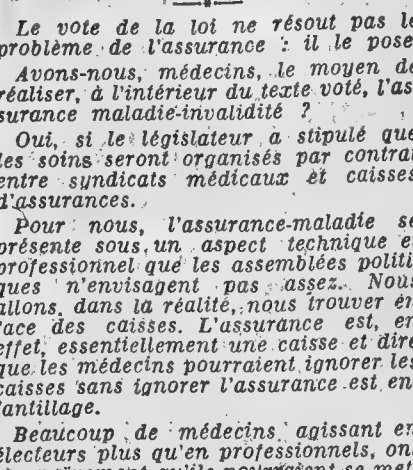 Le vote de la loi ne résout pas le
problème de l'assurance : il le pose.
Avons-nous, médecins, le moyen de
réaliser, à l'intérieur du texte voté, l'as-
surance maladie-invalidité ?
Oui, si le législateur a stipulé que
les soins seront organisés par contrat
entre syndicats médicaux et caisses
d'assurances.
Pour nous, l'assurance-maladie se
présente sous un aspect technique et
professionnel que les assemblées politi-
ques n'envisagent pas assez. Nous
allons, dans la réalité, nous trouver en
face des caisses. L'assurance est, en
effet, essentiellement une caisse et dire
que les médecins pourraient ignorer les
caisses sans ignorer l'assurance est en-
fantillage.
Beaucoup de médecins agissant en
électeurs plus qu'en professionnels, ont
qu'ils